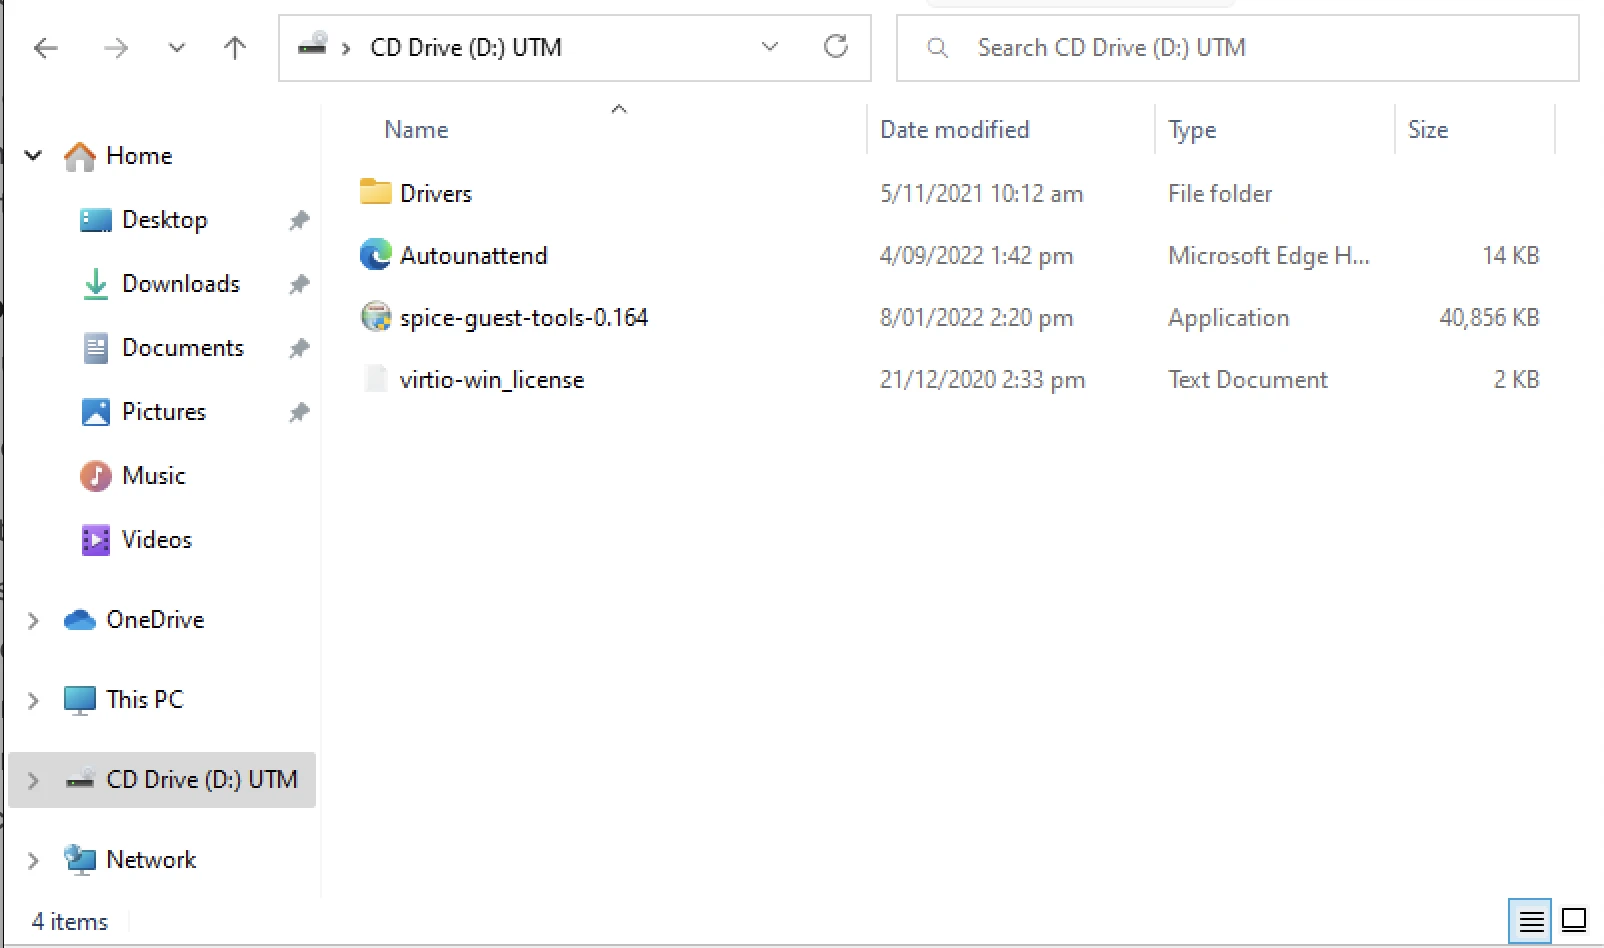 CD Drive (D:) UTM
Search CD Drive (D:) UTM
Name Date modified Type Size
Home
Desktop
Downloads
Documents
Pictures
Music
Videos
OneDrive
This PC
CD Drive (D:) UTM
Network
Drivers 5/11/2021 10:12 am File folder
Autounattend 4/09/2022 1:42 pm Microsoft Edge H... 14 KB
spice-guest-tools-0.164 8/01/2022 2:20 pm Application 40,856 KB
virtio-win_license 21/12/2020 2:33 pm Text Document 2 KB
4 items